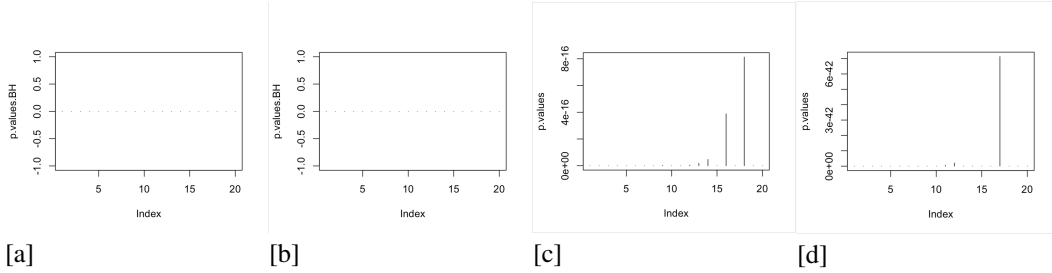 p.values.BH
1.0
0.5
0.0
-0.5
-1.0
5 10 15 20
Index
[a]
p.values.BH
1.0
0.5
0.0
-0.5
-1.0
5 10 15 20
Index
[b]
p.values
8e-16
4e-16
0e+00
5 10 15 20
Index
[c]
p.values
6e-42
3e-42
0e+00
5 10 15 20
Index
[d]